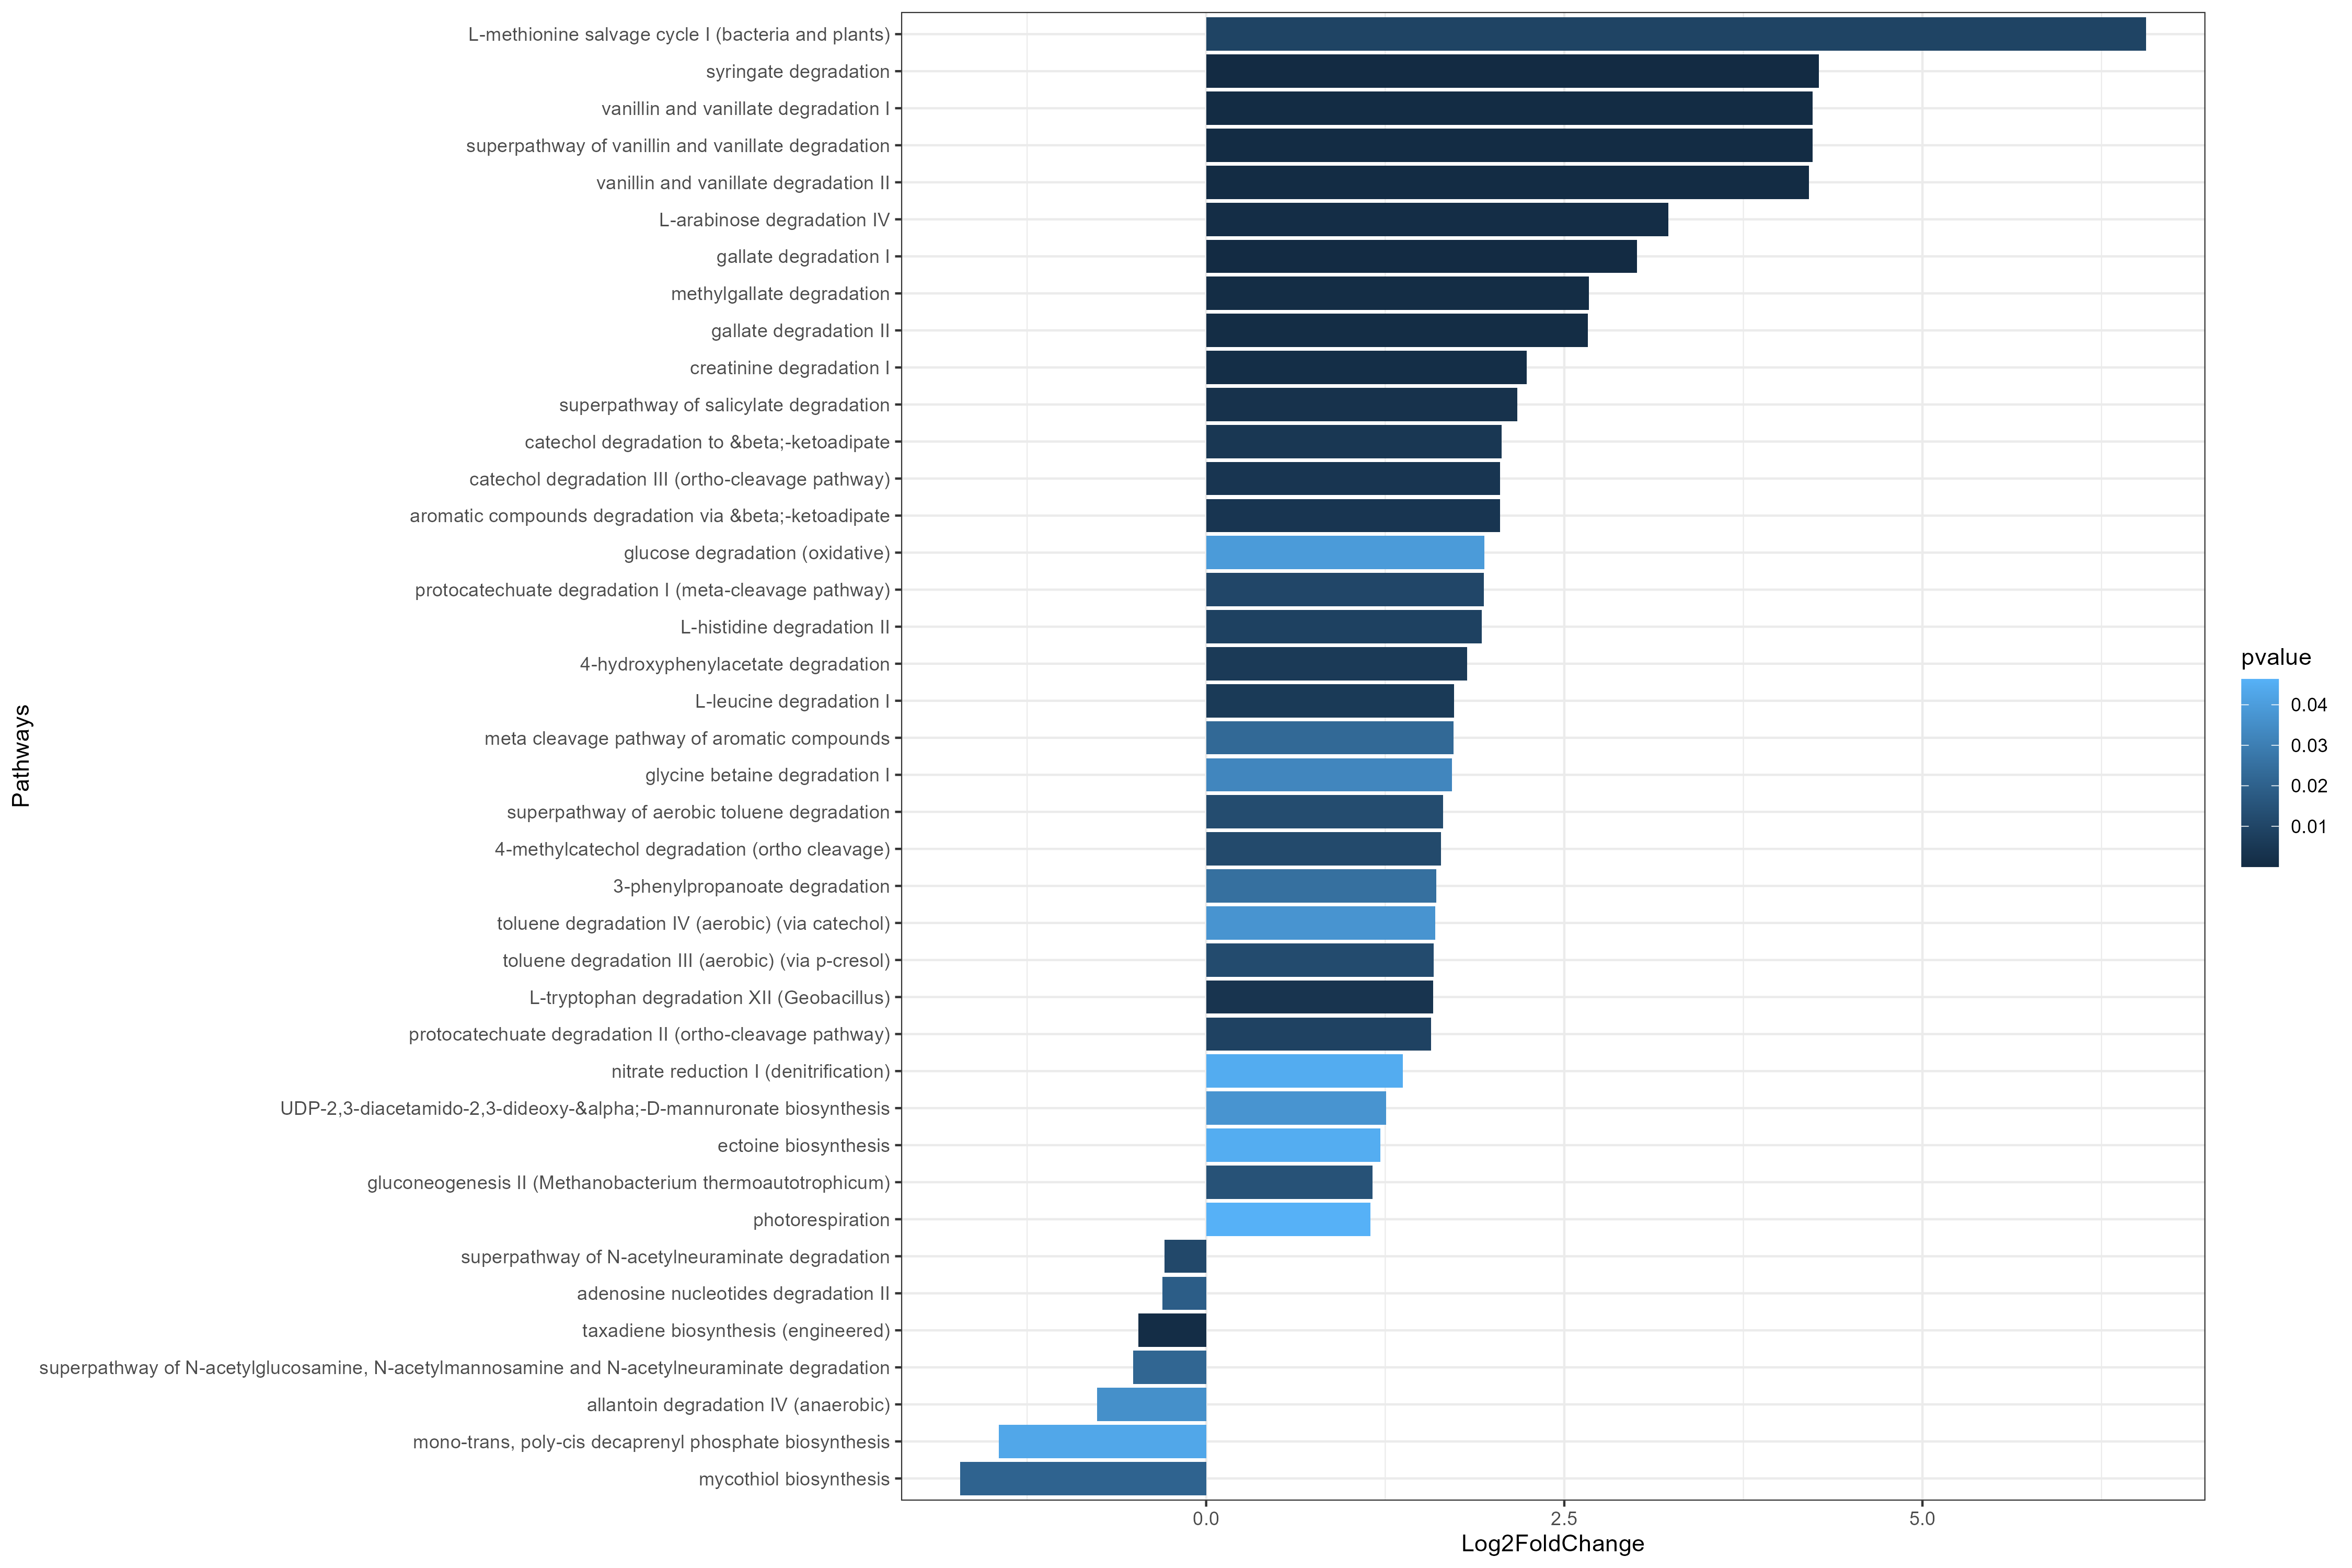 L-methionine salvage cycle I (bacteria and plants)
syringate degradation
vanillin and vanillate degradation I
superpathway of vanillin and vanillate degradation
vanillin and vanillate degradation II
L-arabinose degradation IV
gallate degradation I
methylgallate degradation
gallate degradation II
creatinine degradation I
superpathway of salicylate degradation
catechol degradation to &beta;-ketoadipate
catechol degradation III (ortho-cleavage pathway)
aromatic compounds degradation via &beta;-ketoadipate
glucose degradation (oxidative)
protocatechuate degradation I (meta-cleavage pathway)
L-histidine degradation II
4-hydroxyphenylacetate degradation
L-leucine degradation I
meta cleavage pathway of aromatic compounds
glycine betaine degradation I
superpathway of aerobic toluene degradation
4-methylcatechol degradation (ortho cleavage)
3-phenylpropanoate degradation
toluene degradation IV (aerobic) (via catechol)
toluene degradation III (aerobic) (via p-cresol)
L-tryptophan degradation XII (Geobacillus)
protocatechuate degradation II (ortho-cleavage pathway)
nitrate reduction I (denitrification)
UDP-2,3-diacetamido-2,3-dideoxy-&alpha;-D-mannuronate biosynthesis
ectoine biosynthesis
gluconeogenesis II (Methanobacterium thermoautotrophicum)
photorespiration
superpathway of N-acetylneuraminate degradation
adenosine nucleotides degradation II
taxadiene biosynthesis (engineered)
superpathway of N-acetylglucosamine, N-acetylmannosamine and N-acetylneuraminate degradation
allantoin degradation IV (anaerobic)
mono-trans, poly-cis decaprenyl phosphate biosynthesis
mycothiol biosynthesis
Pathways
0.0
2.5
5.0
Log2FoldChange
pvalue
0.04
0.03
0.02
0.01